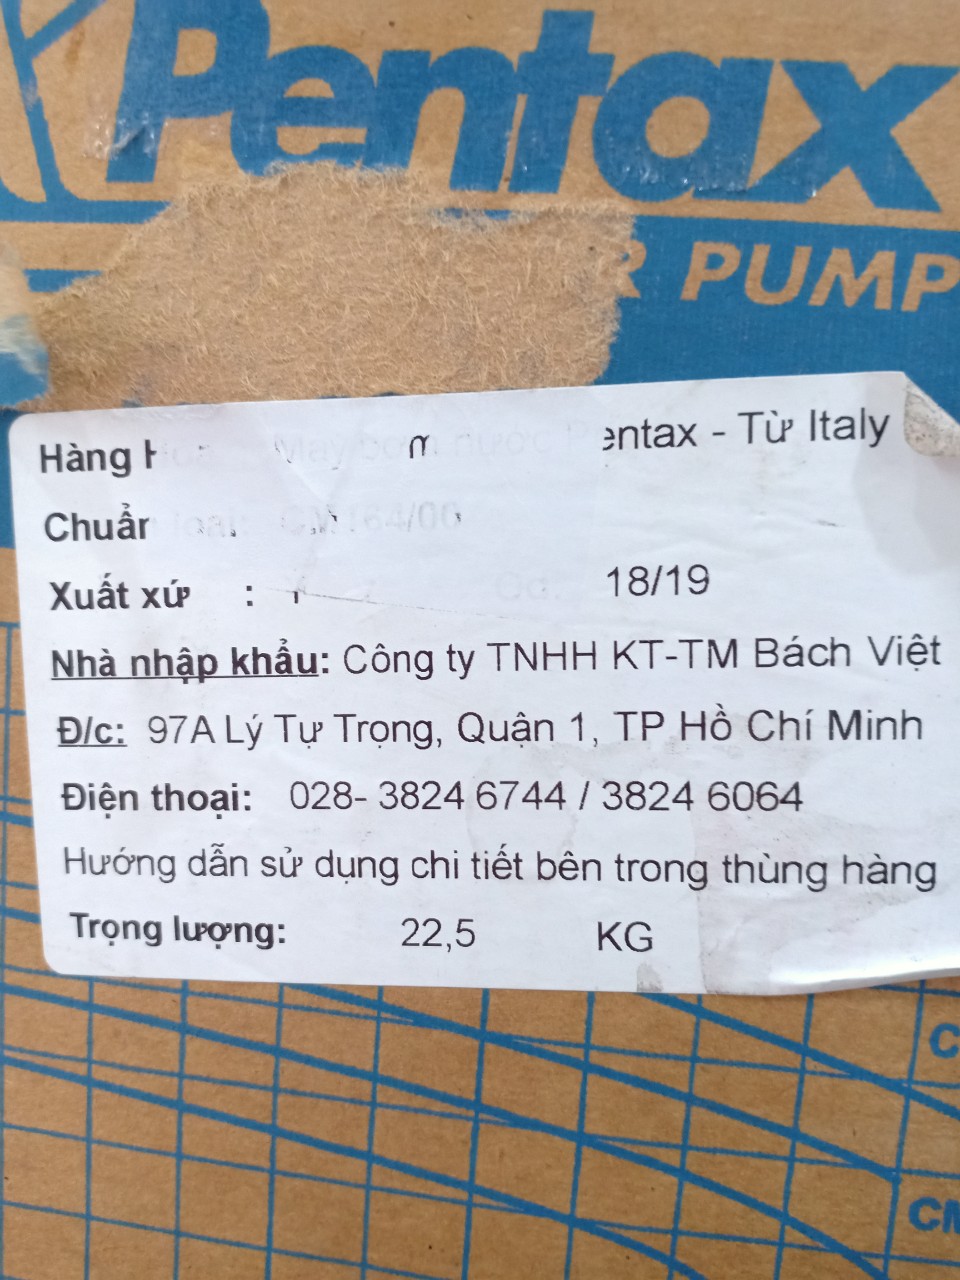 Pentax
R PUMP
Hàng
entax - Từ Italy
Xuất xứ :
18/19
Nhà nhập khẩu: Công ty TNHH KT-TM Bách Việt
Đ/c: 97A Lý Tự Trọng, Quận 1, TP Hồ Chí Minh
Điện thoại: 028- 3824 6744 / 3824 6064
Hướng dẫn sử dụng chi tiết bên trong thùng hàng
Trọng lượng: 22,5 KG
C
CM